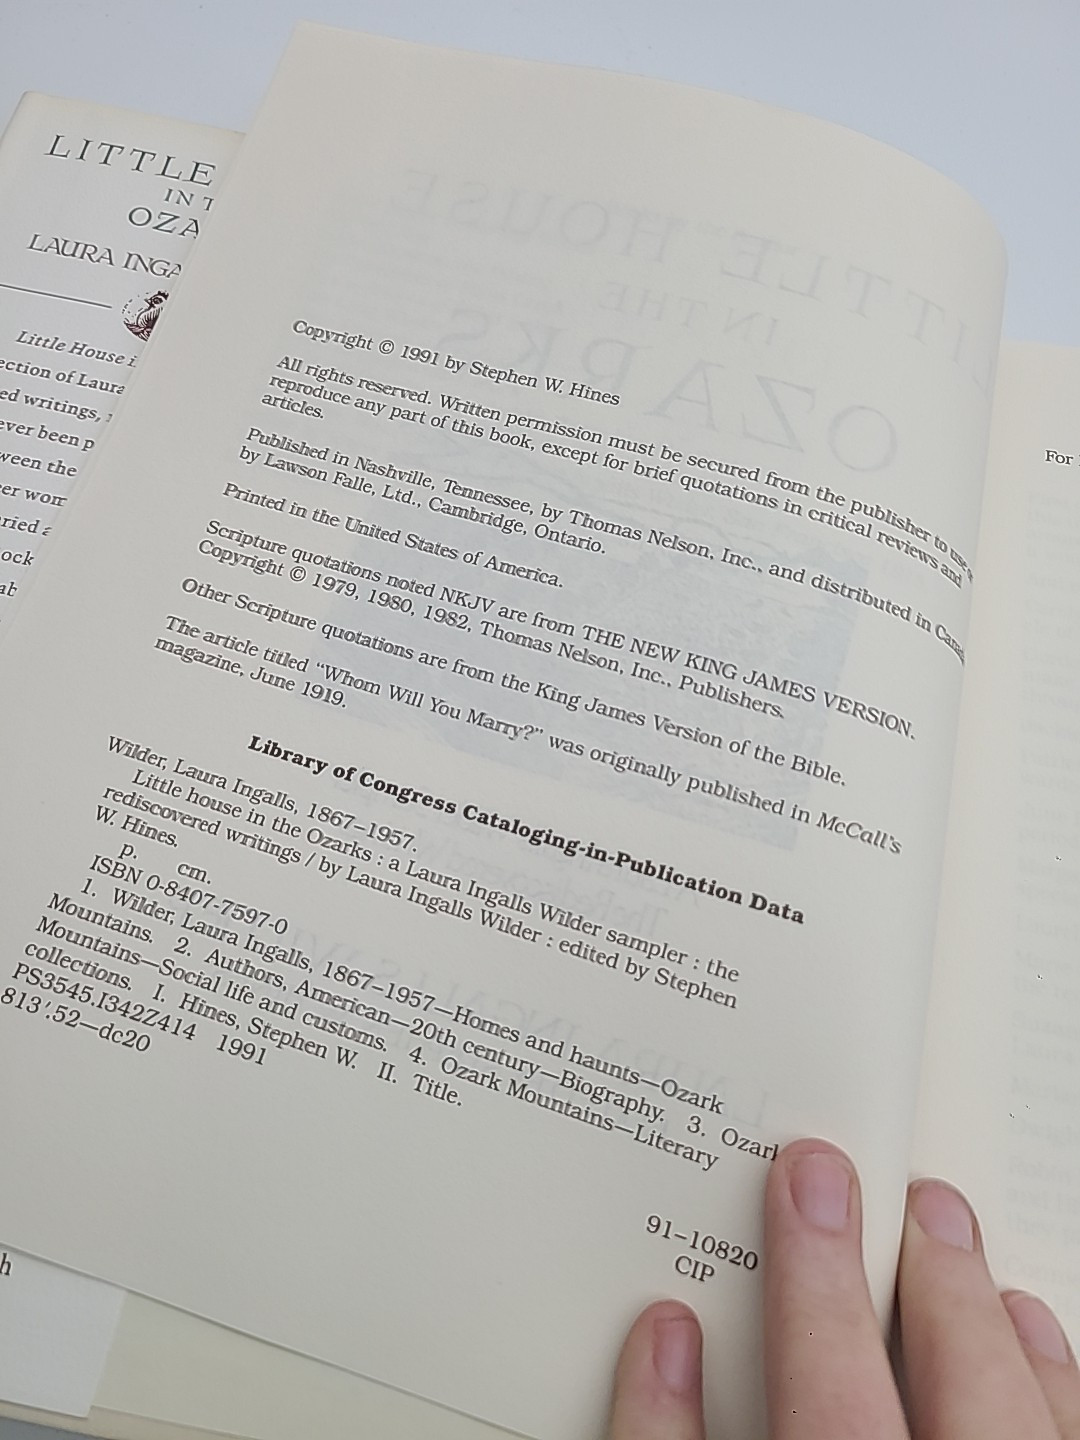 LITTLE
IN T
OZA
LAURA INGA
Little House i
ection of Laura
ed writings,
ever been p
ween the
er wom
ried a
ock
ab
h
LITTLE HOUSE
IN THE
OZARKS
Copyright © 1991 by Stephen W. Hines
All rights reserved. Written permission must be secured from the publisher to use or
reproduce any part of this book, except for brief quotations in critical reviews and
articles.
Published in Nashville, Tennessee, by Thomas Nelson, Inc., and distributed in Canada
by Lawson Falle, Ltd., Cambridge, Ontario.
Printed in the United States of America.
Scripture quotations noted NKJV are from THE NEW KING JAMES VERSION.
Copyright © 1979, 1980, 1982, Thomas Nelson, Inc., Publishers.
Other Scripture quotations are from the King James Version of the Bible.
The article titled “Whom Will You Marry?” was originally published in McCall's
magazine, June 1919.
Library of Congress Cataloging-in-Publication Data
Wilder, Laura Ingalls, 1867–1957.
Little house in the Ozarks : a Laura Ingalls Wilder sampler : the
rediscovered writings / by Laura Ingalls Wilder : edited by Stephen
W. Hines.
p. cm.
ISBN 0-8407-7597-0
1. Wilder, Laura Ingalls, 1867–1957—Homes and haunts—Ozark
Mountains. 2. Authors, American—20th century—Biography. 3. Ozark
Mountains—Social life and customs. 4. Ozark Mountains—Literary
collections. I. Hines, Stephen W. II. Title.
PS3545.I342Z414 1991
813'.52—dc20
91–10820
CIP
For